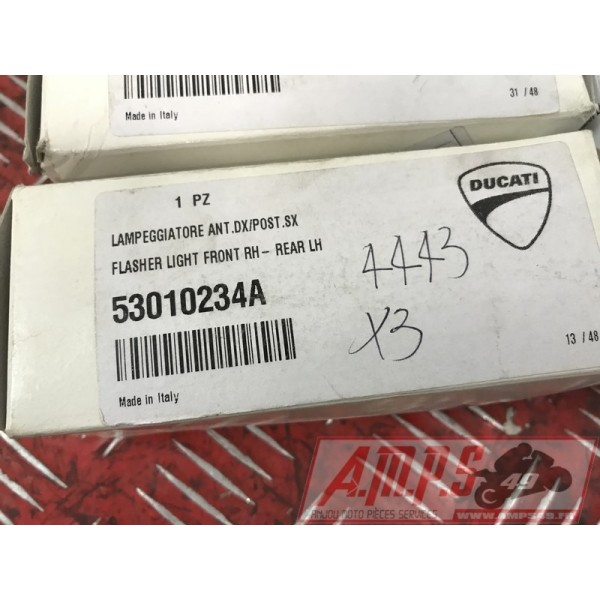 31 / 48
Made in Italy
1 PZ
DUCATI
LAMPEGGIATORE ANT.DX/POST.SX
FLASHER LIGHT FRONT RH- REAR LH
53010234A
4443
X3
13 / 48
Made in Italy
A.M.P.S
49
ANJOU MOTO PIÈCES SERVICES
WWW.AMPS49.FR